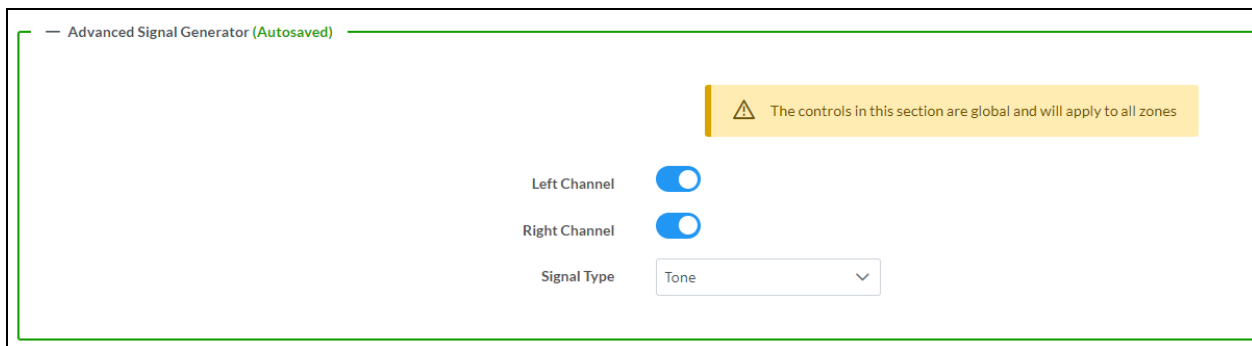 Advanced Signal Generator (Autosaved)
The controls in this section are global and will apply to all zones
Left Channel
Right Channel
Signal Type Tone